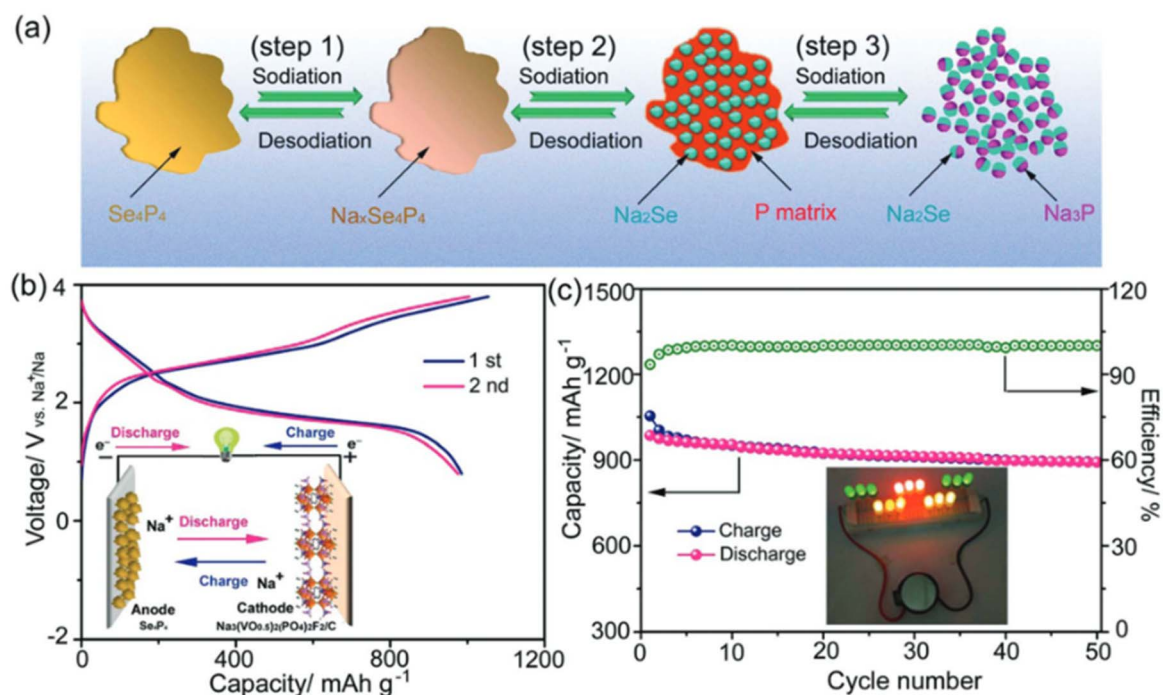 (a)
(step 1)
(step 2)
(step 3)
Sodiation
Sodiation
Sodiation
Desodiation
Desodiation
Desodiation
Se₄P₄
NaₓSe₄P₄
Na₂Se
P matrix
Na₂Se
Na₃P
(b)
Voltage/ V vs. Na⁺/Na
4
2
0
-2
1 st
2 nd
e⁻
Discharge
Charge
e⁻
−
+
Na⁺
Discharge
Charge
Na⁺
Anode
Cathode
Na₃(VO₀.₅)₂(PO₄)₂F₂/C
0
400
800
1200
Capacity/ mAh g⁻¹
(c)
Capacity/ mAh g⁻¹
1500
1200
900
600
300
Charge
Discharge
120
90
60
30
0
Efficiency/ %
0
10
20
30
40
50
Cycle number